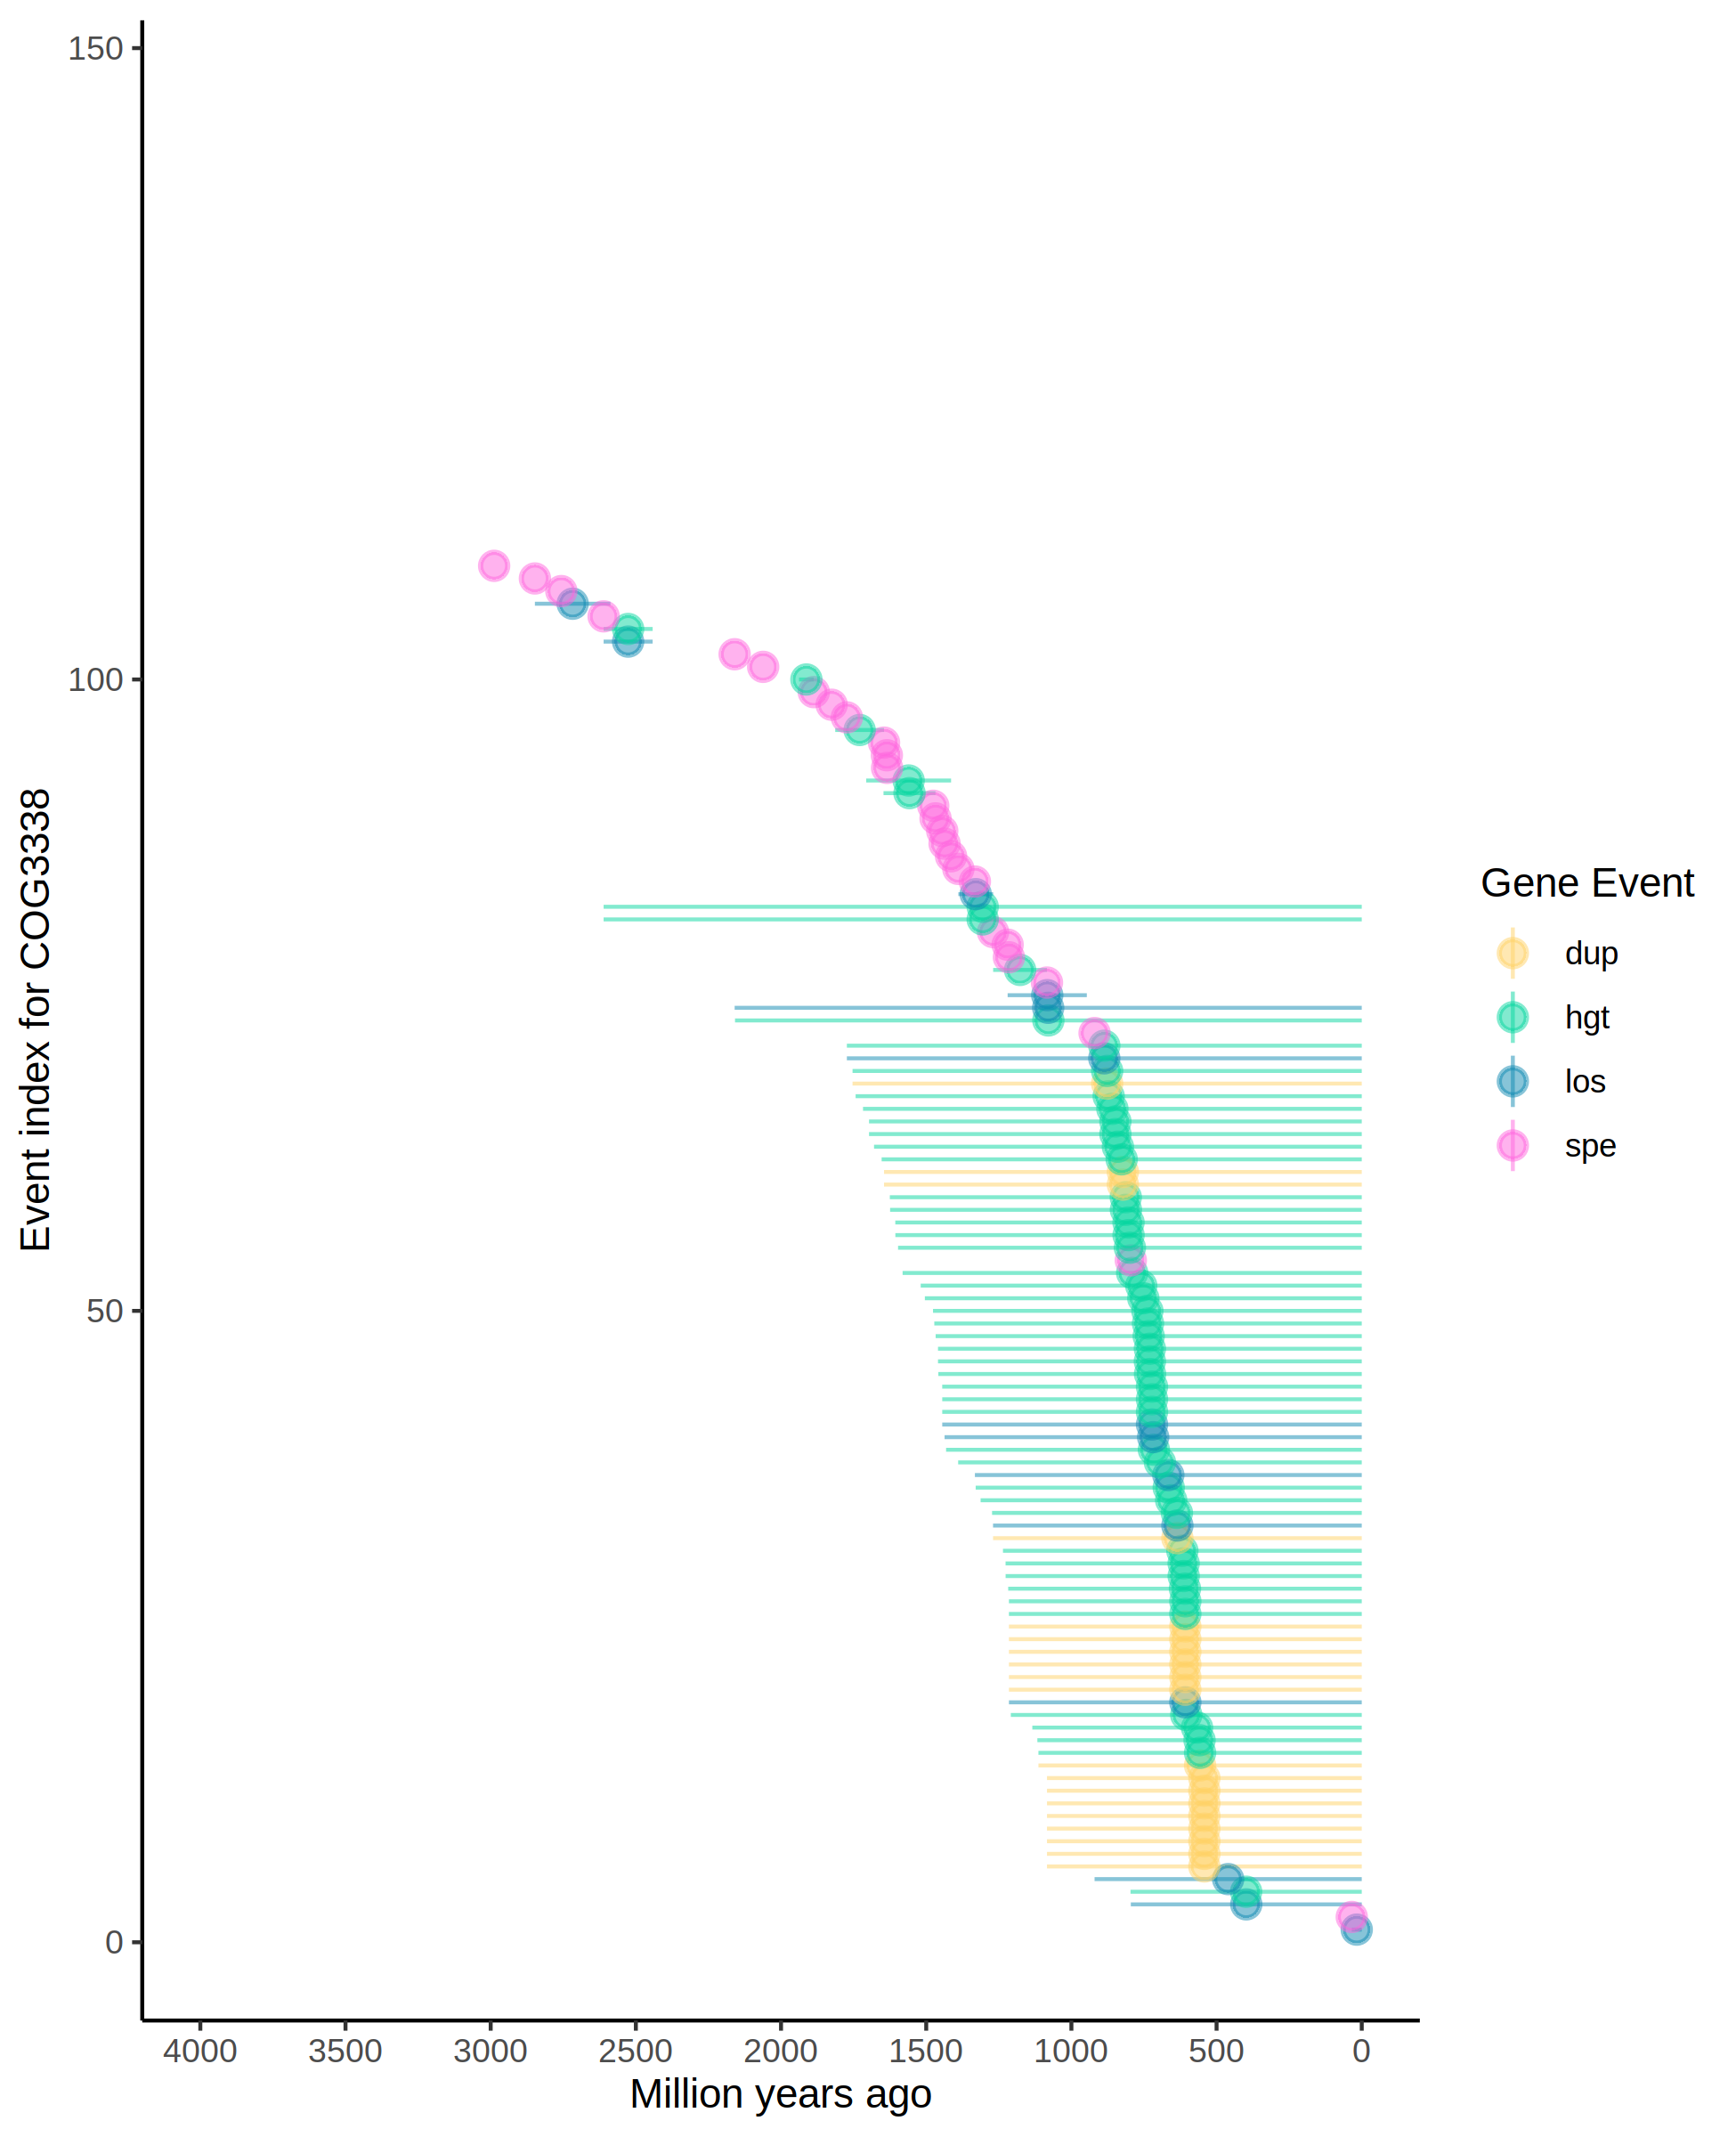 150
100
50
0
Event index for COG3338
4000 3500 3000 2500 2000 1500 1000 500 0
Million years ago
Gene Event
dup
hgt
los
spe